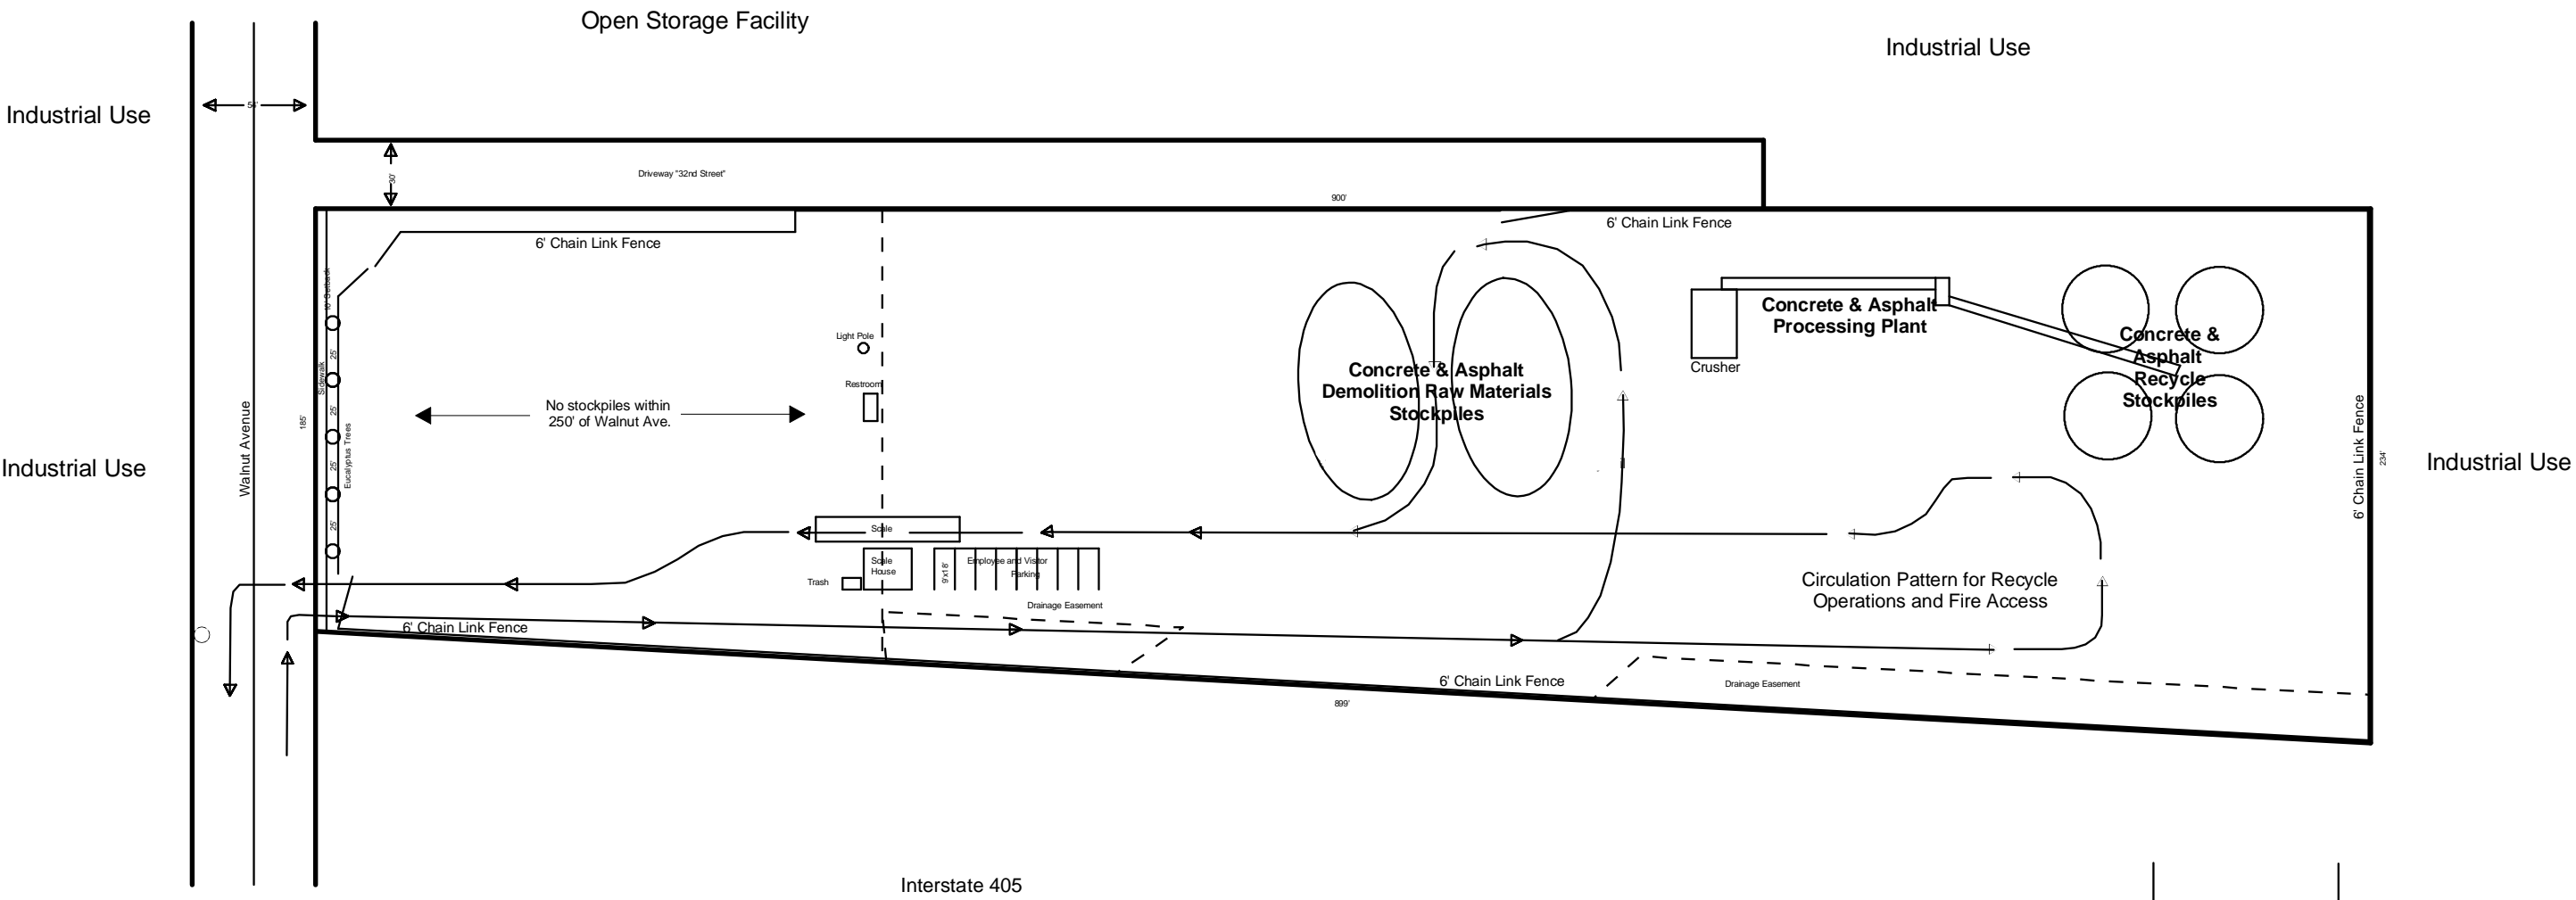 Open Storage Facility
Industrial Use
Industrial Use
54'
30'
Driveway "32nd Street"
900'
6' Chain Link Fence
6' Chain Link Fence
10' Setback
Light Pole
Concrete & Asphalt
Processing Plant
Concrete &
Asphalt
Recycle
Stockpiles
Crusher
25'
Sidewalk
Restroom
Concrete & Asphalt
Demolition Raw Materials
Stockpiles
No stockpiles within
250' of Walnut Ave.
25'
185'
Walnut Avenue
Eucalyptus Trees
25'
25'
Industrial Use
6' Chain Link Fence
234'
Industrial Use
Scale
Scale
House
9'x18'
Employee and Visitor
Parking
Trash
Circulation Pattern for Recycle
Operations and Fire Access
Drainage Easement
6' Chain Link Fence
6' Chain Link Fence
Drainage Easement
899'
Interstate 405